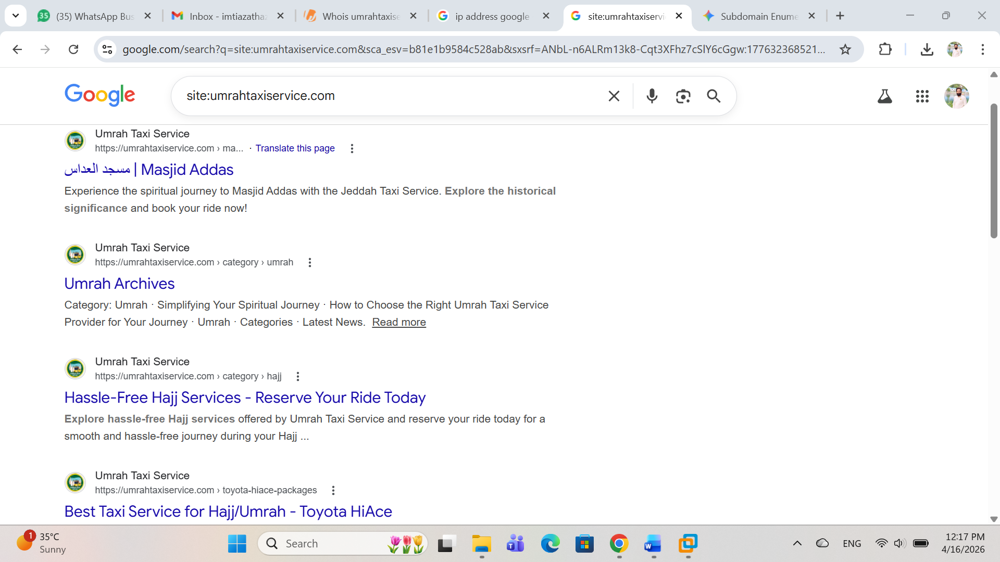 35
(35) WhatsApp Bus
Inbox - imtiazathaz
Whois umrahtaxise
ip address google
site:umrahtaxiservi
Subdomain Enume
google.com/search?q=site:umrahtaxiservice.com&sca_esv=b81e1b9584c528ab&sxsrf=ANbL-n6ALRm13k8-Cqt3XFhz7cSlY6cGgw:177632368521...
Google
site:umrahtaxiservice.com
Umrah Taxi Service
https://umrahtaxiservice.com › ma... · Translate this page
مسجد العداس | Masjid Addas
Experience the spiritual journey to Masjid Addas with the Jeddah Taxi Service. Explore the historical
significance and book your ride now!
Umrah Taxi Service
https://umrahtaxiservice.com › category › umrah
Umrah Archives
Category: Umrah · Simplifying Your Spiritual Journey · How to Choose the Right Umrah Taxi Service
Provider for Your Journey · Umrah · Categories · Latest News. Read more
Umrah Taxi Service
https://umrahtaxiservice.com › category › hajj
Hassle-Free Hajj Services - Reserve Your Ride Today
Explore hassle-free Hajj services offered by Umrah Taxi Service and reserve your ride today for a
smooth and hassle-free journey during your Hajj ...
Umrah Taxi Service
https://umrahtaxiservice.com › toyota-hiace-packages
Best Taxi Service for Hajj/Umrah - Toyota HiAce
1
35°C
Sunny
Search
ENG
12:17 PM
4/16/2026